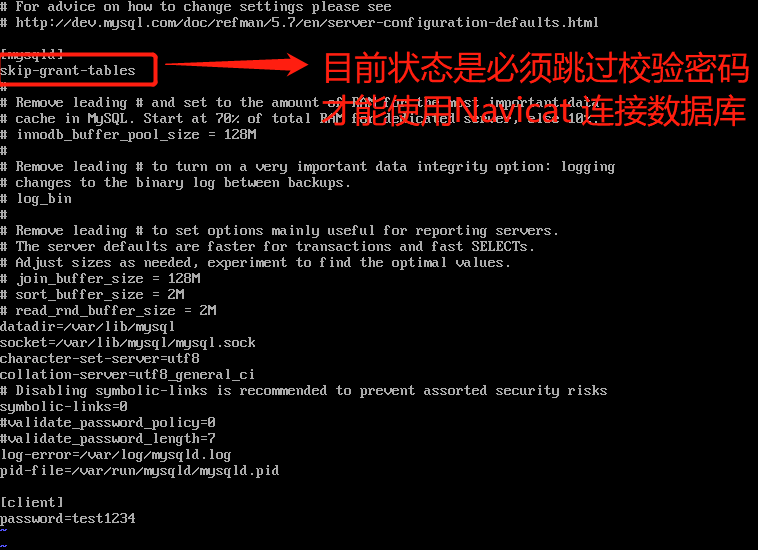 # For advice on how to change settings please see
# http://dev.mysql.com/doc/refman/5.7/en/server-configuration-defaults.html
[mysqld]
skip-grant-tables
目前状态是必须跳过校验密码
才能使用Navicat 连接数据库
#
# Remove leading # and set to the amount of RAM for the most important data
# cache in MySQL. Start at 70% of total RAM for dedicated server, else 10%.
# innodb_buffer_pool_size = 128M
#
# Remove leading # to turn on a very important data integrity option: logging
# changes to the binary log between backups.
# log_bin
#
# Remove leading # to set options mainly useful for reporting servers.
# The server defaults are faster for transactions and fast SELECTs.
# Adjust sizes as needed, experiment to find the optimal values.
# join_buffer_size = 128M
# sort_buffer_size = 2M
# read_rnd_buffer_size = 2M
datadir=/var/lib/mysql
socket=/var/lib/mysql/mysql.sock
character-set-server=utf8
collation-server=utf8_general_ci
# Disabling symbolic-links is recommended to prevent assorted security risks
symbolic-links=0
#validate_password_policy=0
#validate_password_length=7
log-error=/var/log/mysqld.log
pid-file=/var/run/mysqld/mysqld.pid
[client]
password=test1234
~
~